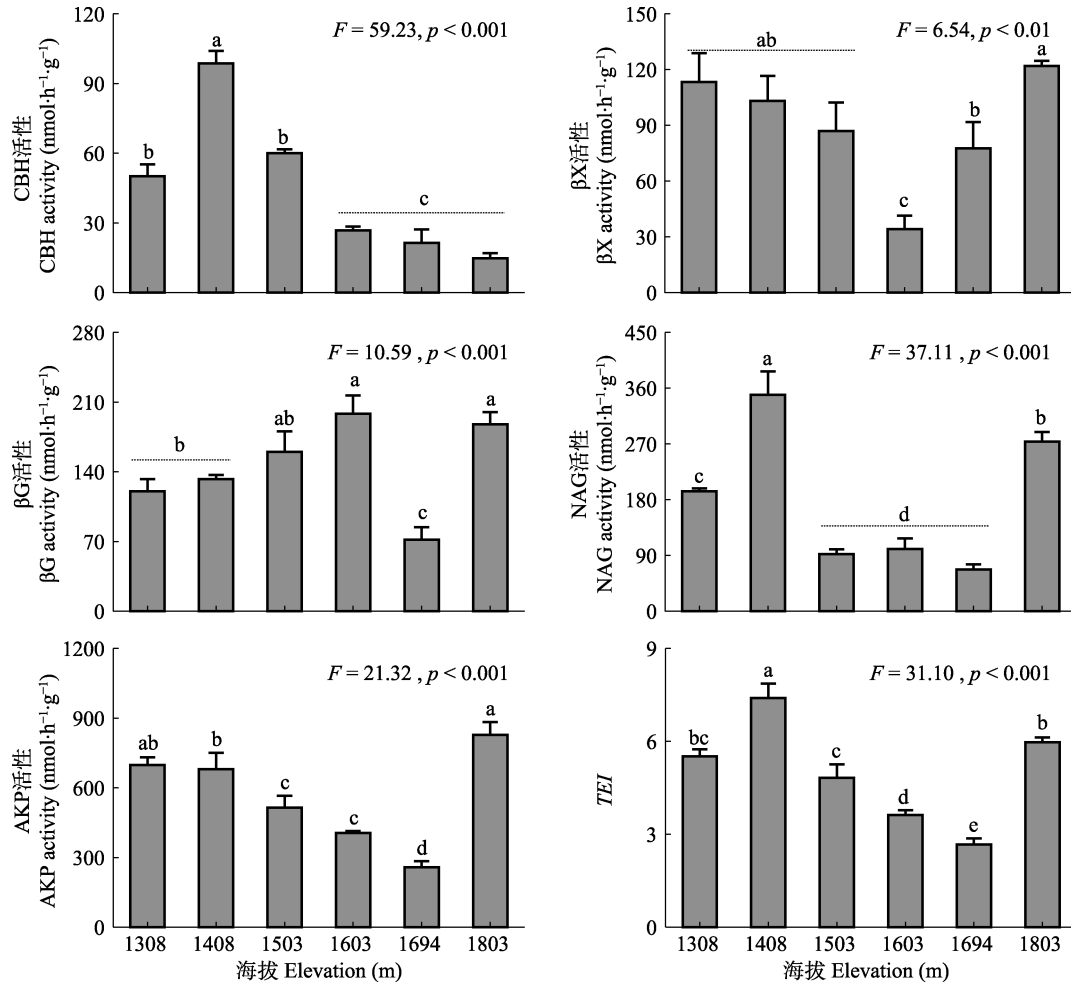 CBH活性
CBH activity (nmol·h⁻¹·g⁻¹)
120
90
60
30
0
F = 59.23, p < 0.001
b
a
b
c
βX活性
βX activity (nmol·h⁻¹·g⁻¹)
150
120
90
60
30
0
F = 6.54, p < 0.01
ab
c
b
a
βG活性
βG activity (nmol·h⁻¹·g⁻¹)
280
210
140
70
0
F = 10.59 , p < 0.001
b
ab
a
c
a
NAG活性
NAG activity (nmol·h⁻¹·g⁻¹)
450
360
270
180
90
0
F = 37.11 , p < 0.001
c
a
d
b
AKP活性
AKP activity (nmol·h⁻¹·g⁻¹)
1200
900
600
300
0
F = 21.32 , p < 0.001
ab
b
c
c
d
a
1308 1408 1503 1603 1694 1803
海拔 Elevation (m)
TEI
9
6
3
0
F = 31.10 , p < 0.001
bc
a
c
d
e
b
1308 1408 1503 1603 1694 1803
海拔 Elevation (m)